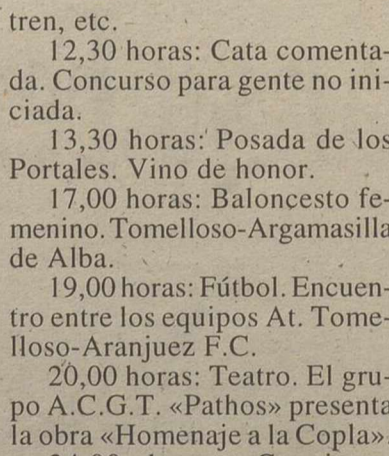 tren, etc.
12,30 horas: Cata comenta-
da. Concurso para gente no ini-
ciada.
13,30 horas: Posada de los
Portales. Vino de honor.
17,00 horas: Baloncesto fe-
menino. Tomelloso-Argamasilla
de Alba.
19,00 horas: Fútbol. Encuen-
tro entre los equipos At. Tome-
lloso-Aranjuez F.C.
20,00 horas: Teatro. El gru-
po A.C.G.T. «Pathos» presenta
la obra «Homenaje a la Copla».